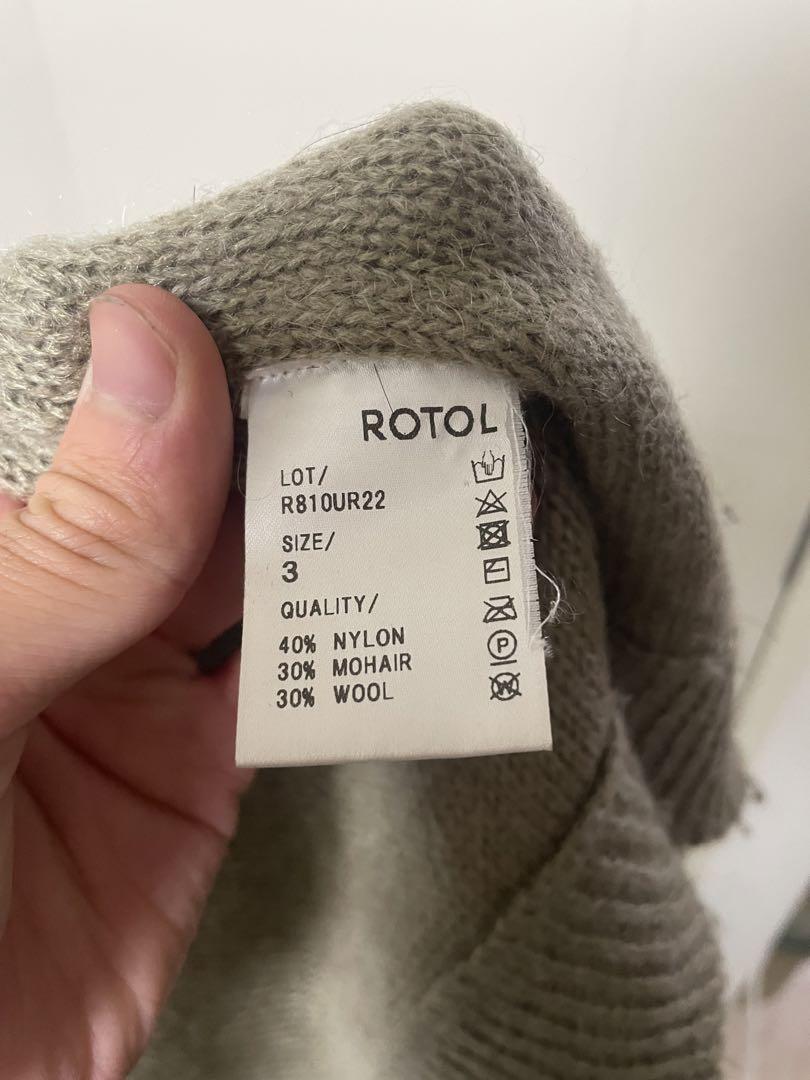 ROTOL
LOT/
R810UR22
SIZE/
3
QUALITY/
40% NYLON
30% MOHAIR
30% WOOL
P
W